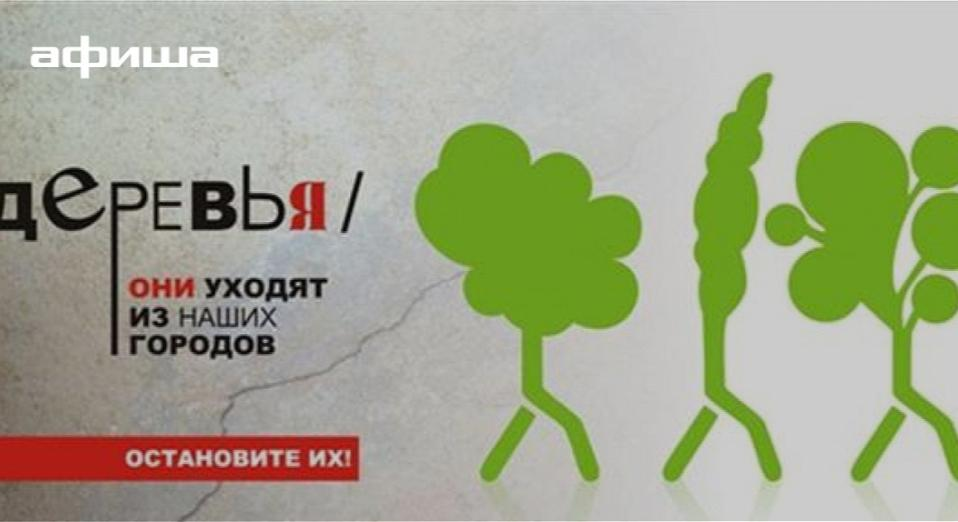 афиша
деревья /
ОНИ УХОДЯТ
ИЗ НАШИХ
ГОРОДОВ
ОСТАНОВИТЕ ИХ!